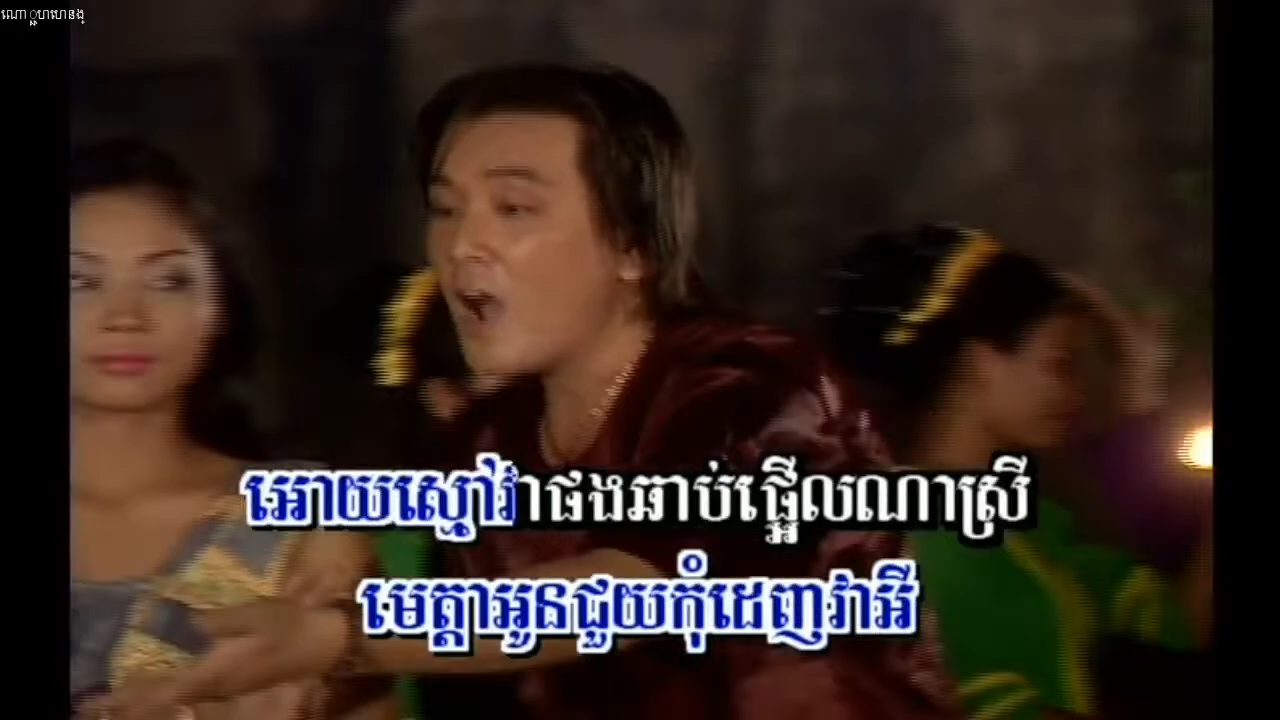 អោយស្មៅវាផងឆាប់ផ្អើលណាស្រី
មេត្តាអូនជួយកុំដេញវាអី